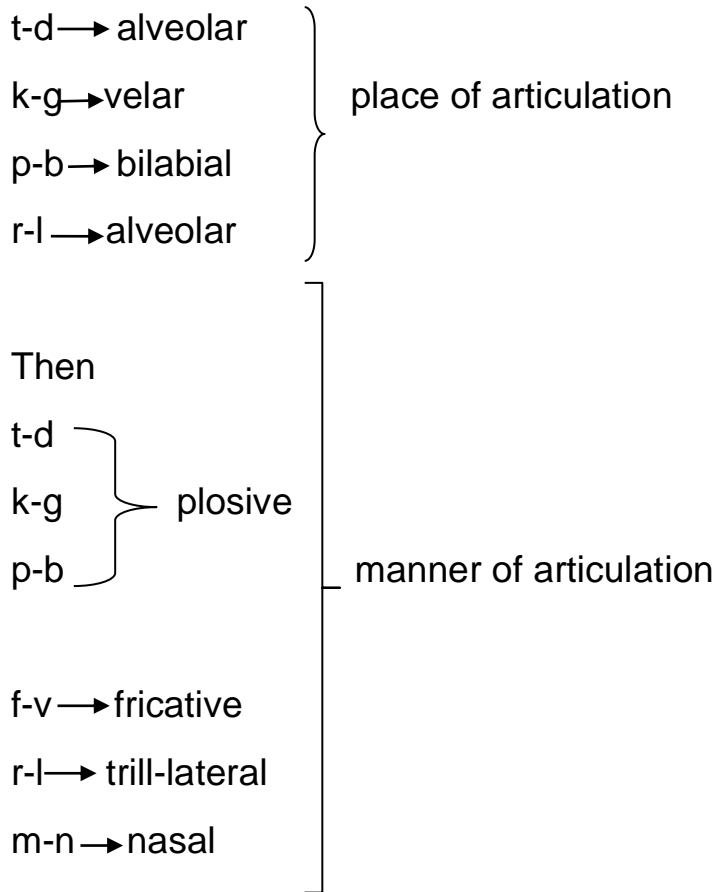 t-d→ alveolar
k-g→velar place of articulation
p-b→ bilabial
r-l →alveolar
Then
t-d
k-g plosive
p-b manner of articulation
f-v→fricative
r-l→ trill-lateral
m-n→nasal